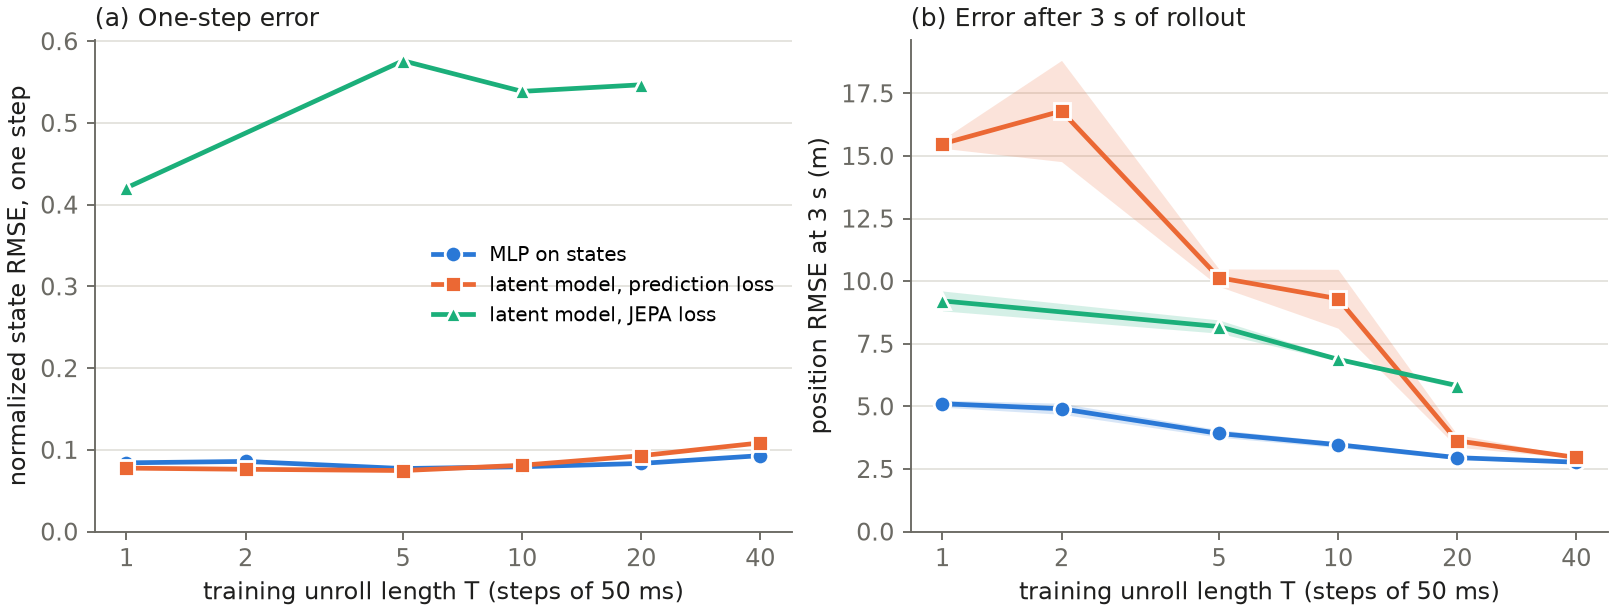 (a) One-step error
normalized state RMSE, one step
0.6
0.5
0.4
0.3
0.2
0.1
0.0
MLP on states
latent model, prediction loss
latent model, JEPA loss
1 2 5 10 20 40
training unroll length T (steps of 50 ms)
(b) Error after 3 s of rollout
position RMSE at 3 s (m)
17.5
15.0
12.5
10.0
7.5
5.0
2.5
0.0
1 2 5 10 20 40
training unroll length T (steps of 50 ms)